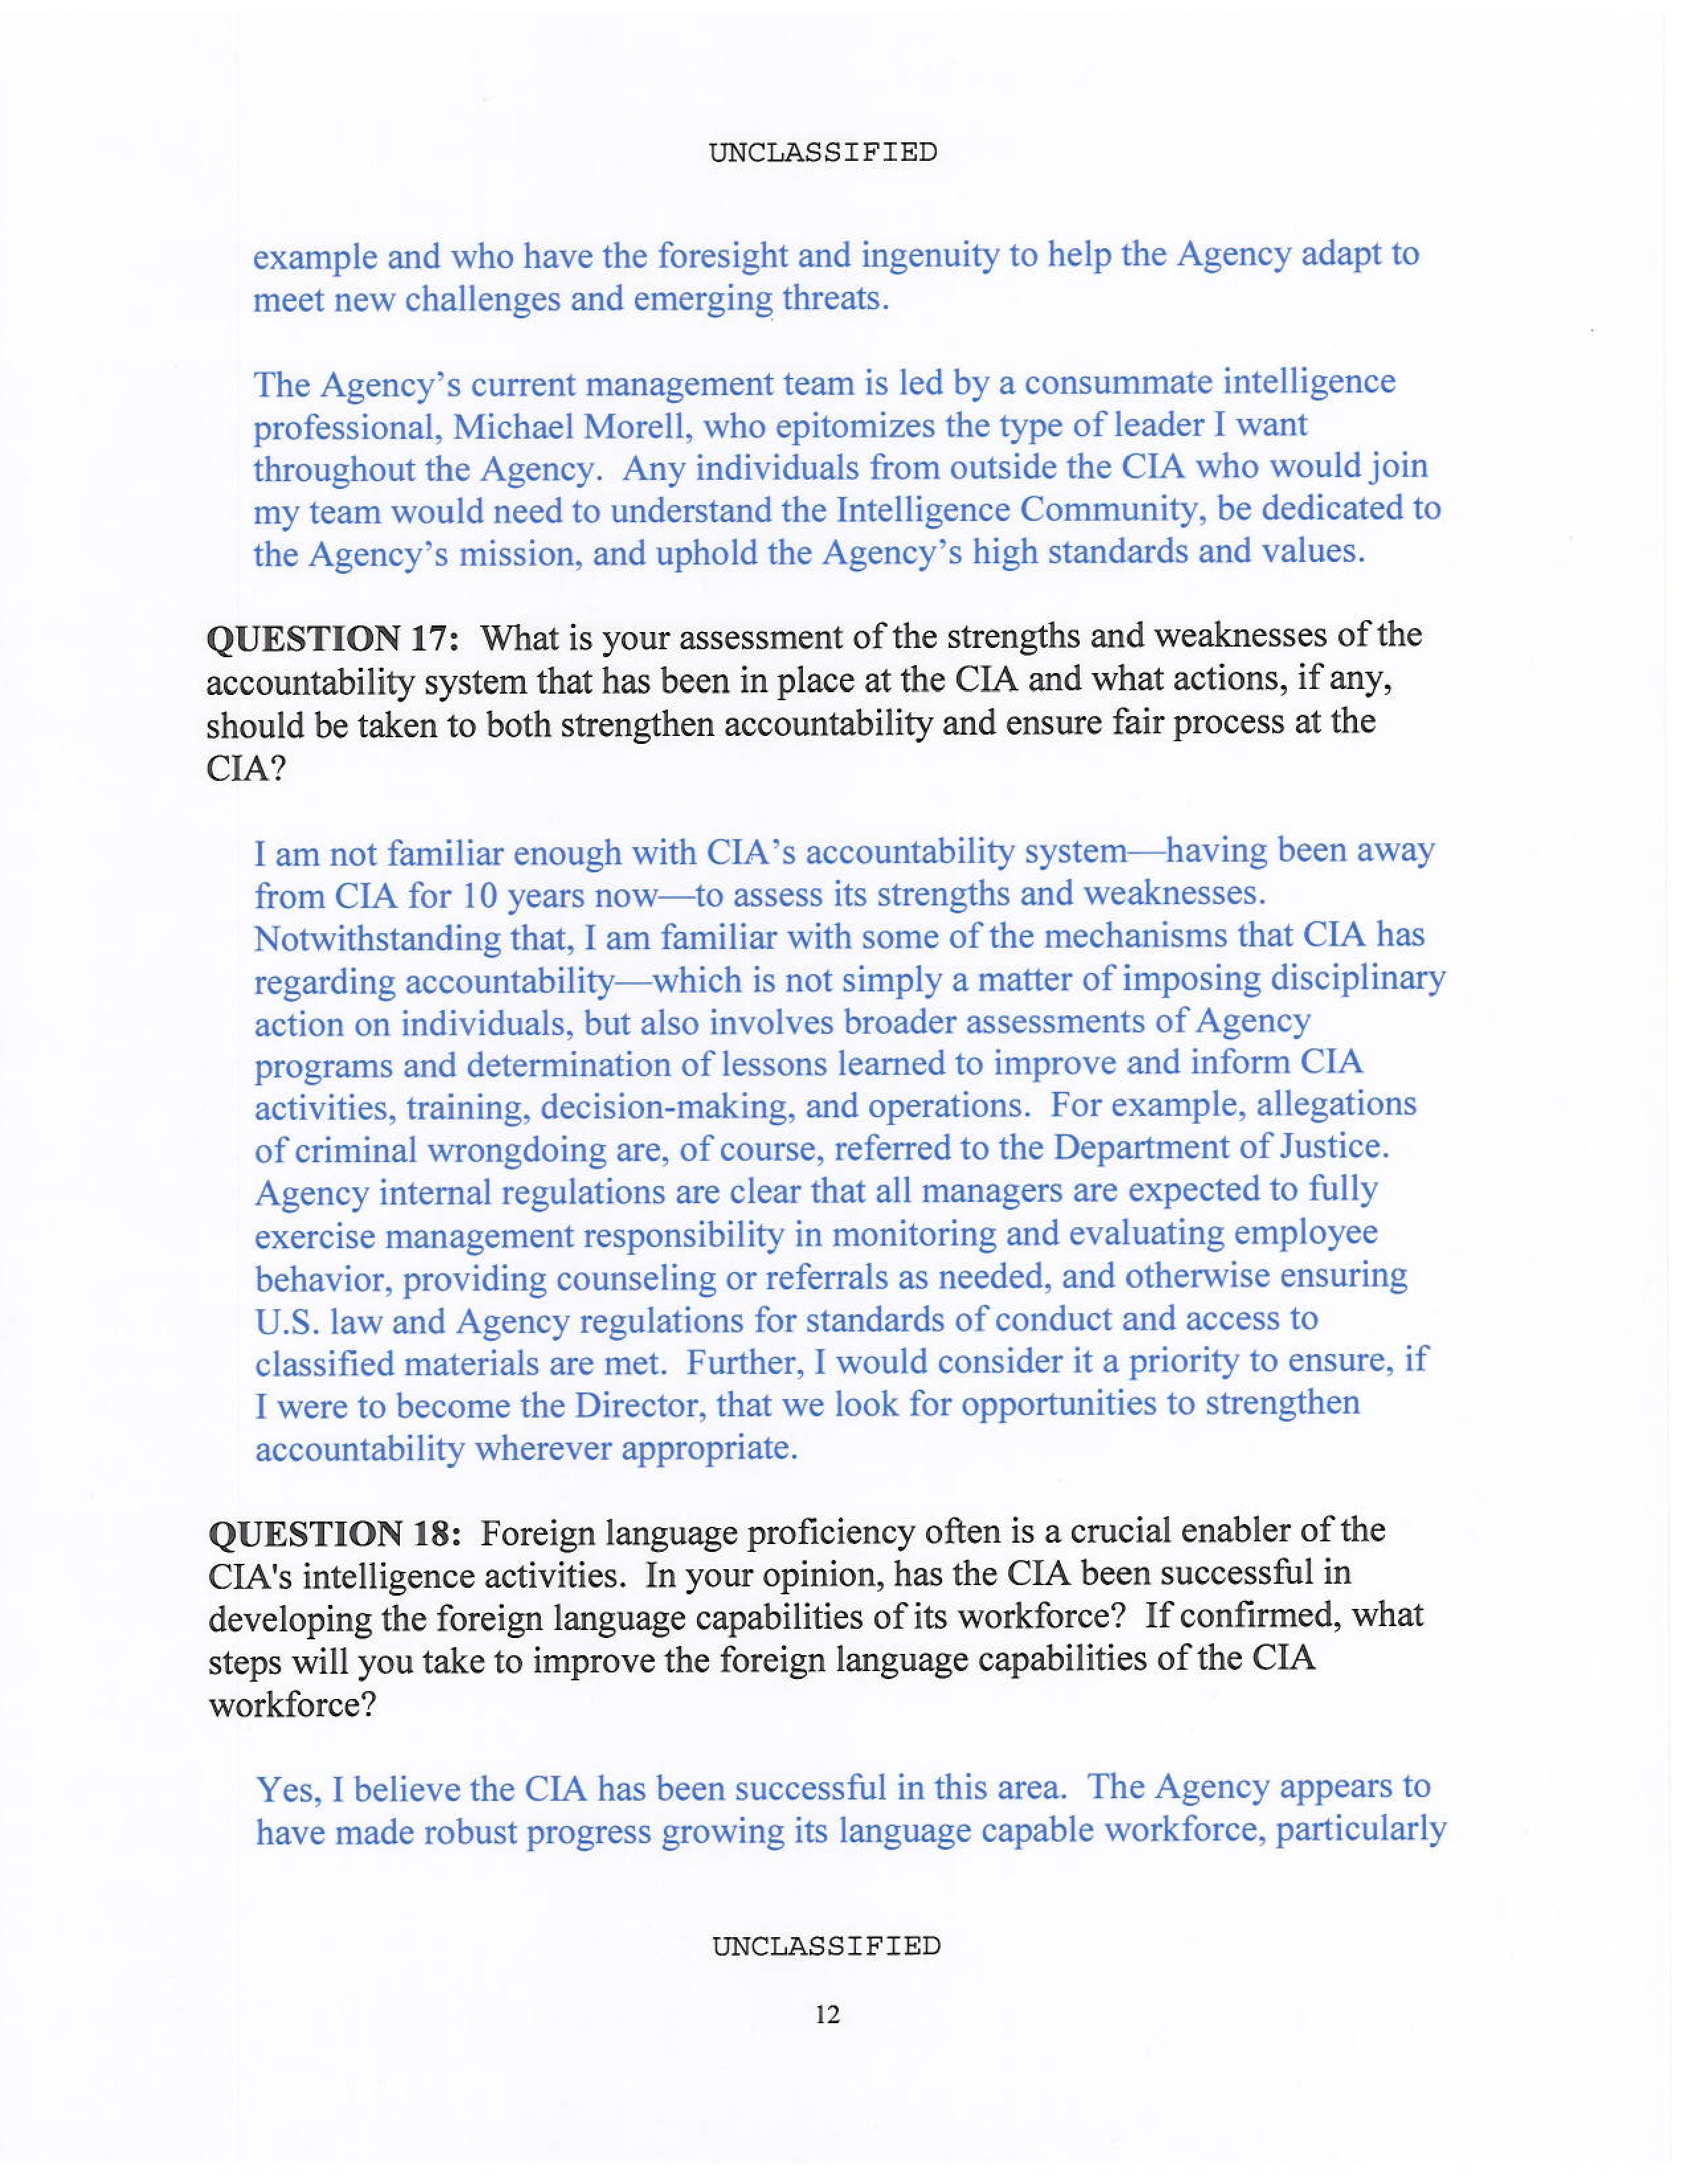 UNCLASSIFIED
example and who have the foresight and ingenuity to help the Agency adapt to
meet new challenges and emerging threats.
The Agency’s current management team is led by a consummate intelligence
professional, Michael Morell, who epitomizes the type of leader I want
throughout the Agency.  Any individuals from outside the CIA who would join
my team would need to understand the Intelligence Community, be dedicated to
the Agency’s mission, and uphold the Agency’s high standards and values.
QUESTION 17:  What is your assessment of the strengths and weaknesses of the
accountability system that has been in place at the CIA and what actions, if any,
should be taken to both strengthen accountability and ensure fair process at the
CIA?
I am not familiar enough with CIA’s accountability system—having been away
from CIA for 10 years now—to assess its strengths and weaknesses.
Notwithstanding that, I am familiar with some of the mechanisms that CIA has
regarding accountability—which is not simply a matter of imposing disciplinary
action on individuals, but also involves broader assessments of Agency
programs and determination of lessons learned to improve and inform CIA
activities, training, decision-making, and operations.  For example, allegations
of criminal wrongdoing are, of course, referred to the Department of Justice.
Agency internal regulations are clear that all managers are expected to fully
exercise management responsibility in monitoring and evaluating employee
behavior, providing counseling or referrals as needed, and otherwise ensuring
U.S. law and Agency regulations for standards of conduct and access to
classified materials are met.  Further, I would consider it a priority to ensure, if
I were to become the Director, that we look for opportunities to strengthen
accountability wherever appropriate.
QUESTION 18:  Foreign language proficiency often is a crucial enabler of the
CIA's intelligence activities.  In your opinion, has the CIA been successful in
developing the foreign language capabilities of its workforce?  If confirmed, what
steps will you take to improve the foreign language capabilities of the CIA
workforce?
Yes, I believe the CIA has been successful in this area.  The Agency appears to
have made robust progress growing its language capable workforce, particularly
UNCLASSIFIED
12